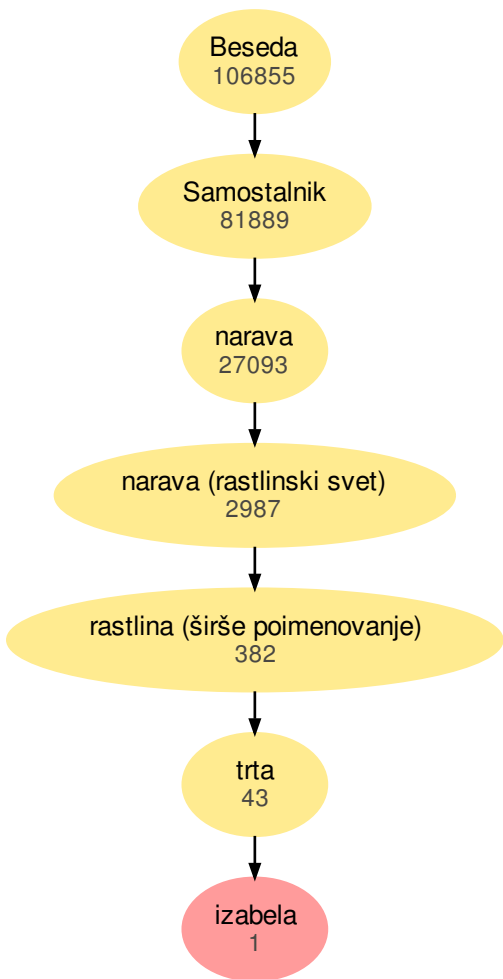 Beseda
106855
Samostalnik
81889
narava
27093
narava (rastlinski svet)
2987
rastlina (širše poimenovanje)
382
trta
43
izabela
1